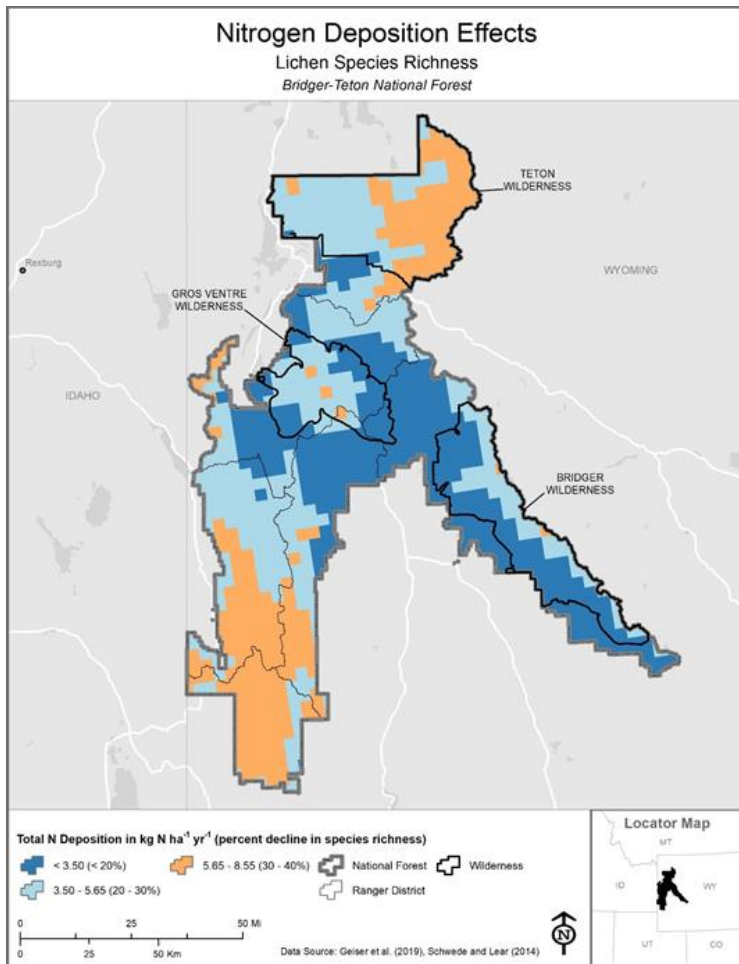 Nitrogen Deposition Effects
Lichen Species Richness
Bridger-Teton National Forest
TETON
WILDERNESS
Rexburg
WYOMING
GROS VENTRE
WILDERNESS
IDAHO
BRIDGER
WILDERNESS
Total N Deposition in kg N ha⁻¹ yr⁻¹ (percent decline in species richness)
< 3.50 (< 20%)
5.65 - 8.55 (30 - 40%)
National Forest
Wilderness
3.50 - 5.65 (20 - 30%)
Ranger District
0 25 50 Mi
0 25 50 Km
N
Data Source: Geiser et al. (2019), Schwede and Lear (2014)
Locator Map
MT
ID
WY
UT
CO